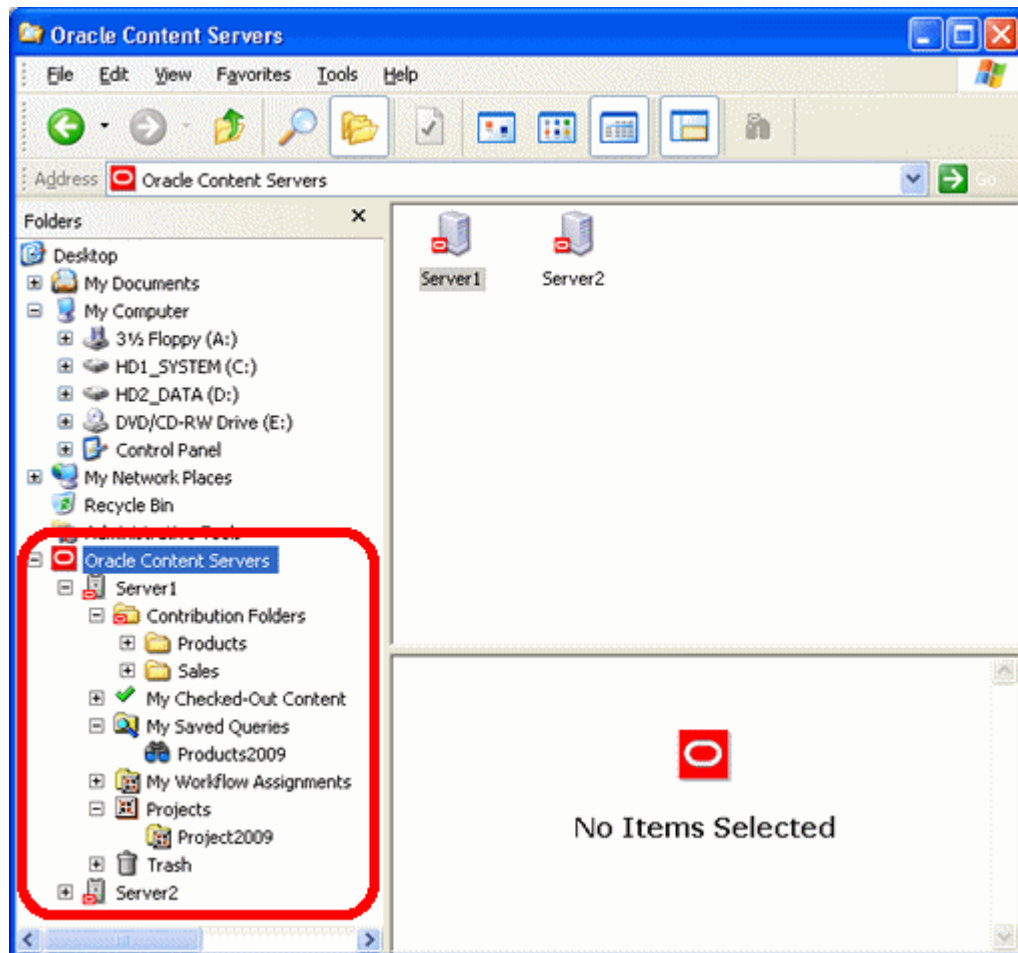 Oracle Content Servers
File Edit View Favorites Tools Help
Address Oracle Content Servers Go
Folders
Desktop
My Documents
My Computer
3½ Floppy (A:)
HD1_SYSTEM (C:)
HD2_DATA (D:)
DVD/CD-RW Drive (E:)
Control Panel
My Network Places
Recycle Bin
Oracle Content Servers
Server1
Contribution Folders
Products
Sales
My Checked-Out Content
My Saved Queries
Products2009
My Workflow Assignments
Projects
Project2009
Trash
Server2
Server1 Server2
No Items Selected